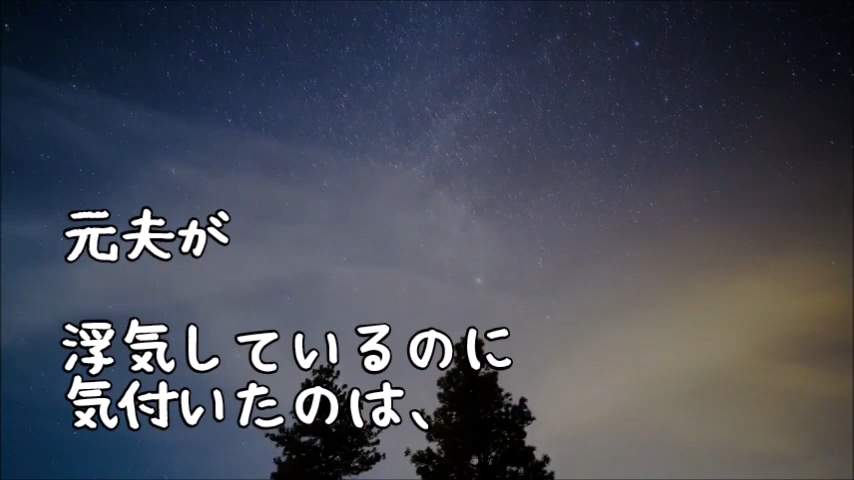 元夫が
浮気しているのに
気付いたのは、